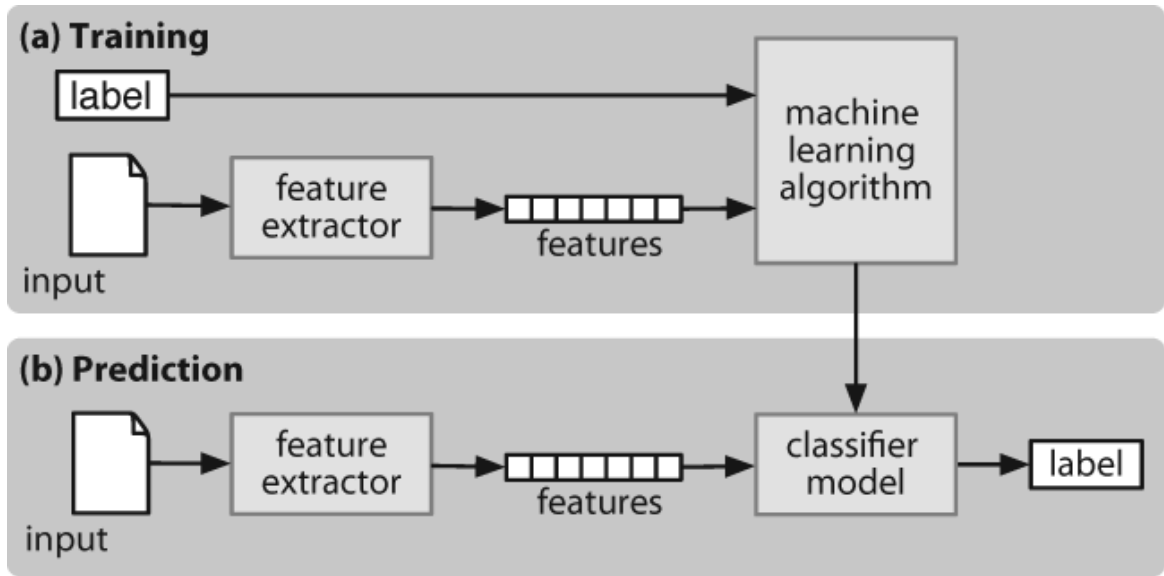 (a) Training
label
machine
learning
algorithm
feature
extractor
features
input
(b) Prediction
feature
extractor
features
classifier
model
label
input